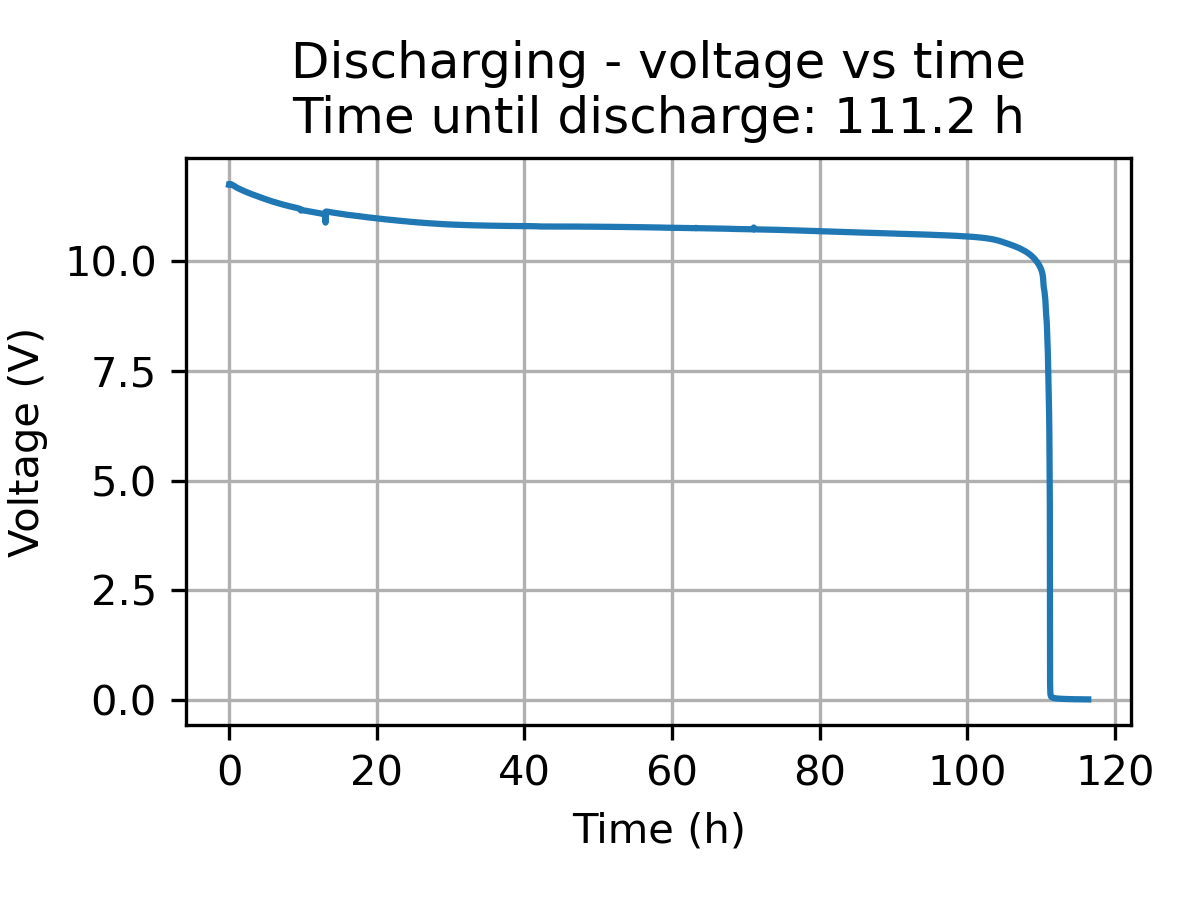 Discharging - voltage vs time
Time until discharge: 111.2 h
Voltage (V)
10.0
7.5
5.0
2.5
0.0
0 20 40 60 80 100 120
Time (h)